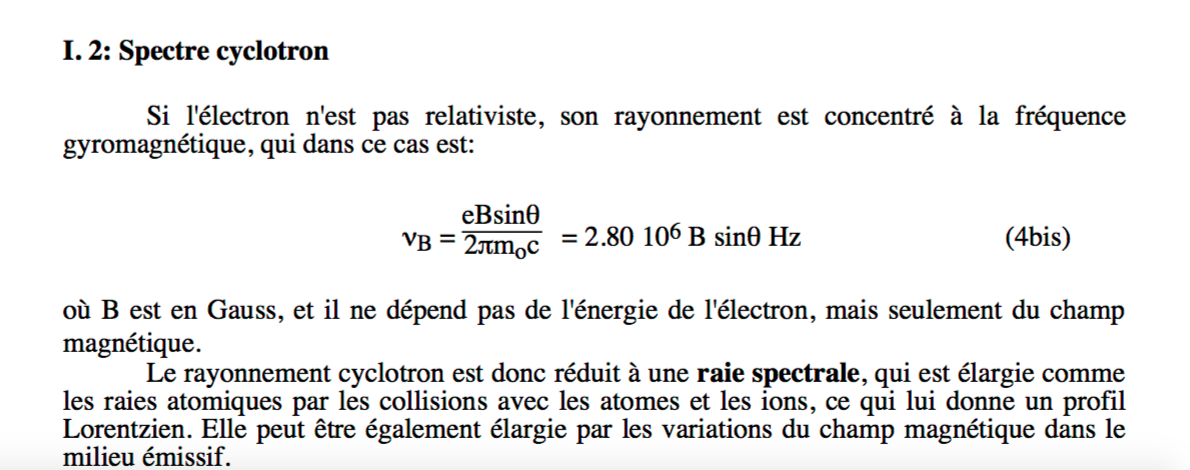 I. 2: Spectre cyclotron
Si l'électron n'est pas relativiste, son rayonnement est concentré à la fréquence
gyromagnétique, qui dans ce cas est:
νB = eBsinθ / 2πmoc = 2.80 10⁶ B sinθ Hz (4bis)
où B est en Gauss, et il ne dépend pas de l'énergie de l'électron, mais seulement du champ
magnétique.
Le rayonnement cyclotron est donc réduit à une raie spectrale, qui est élargie comme
les raies atomiques par les collisions avec les atomes et les ions, ce qui lui donne un profil
Lorentzien. Elle peut être également élargie par les variations du champ magnétique dans le
milieu émissif.